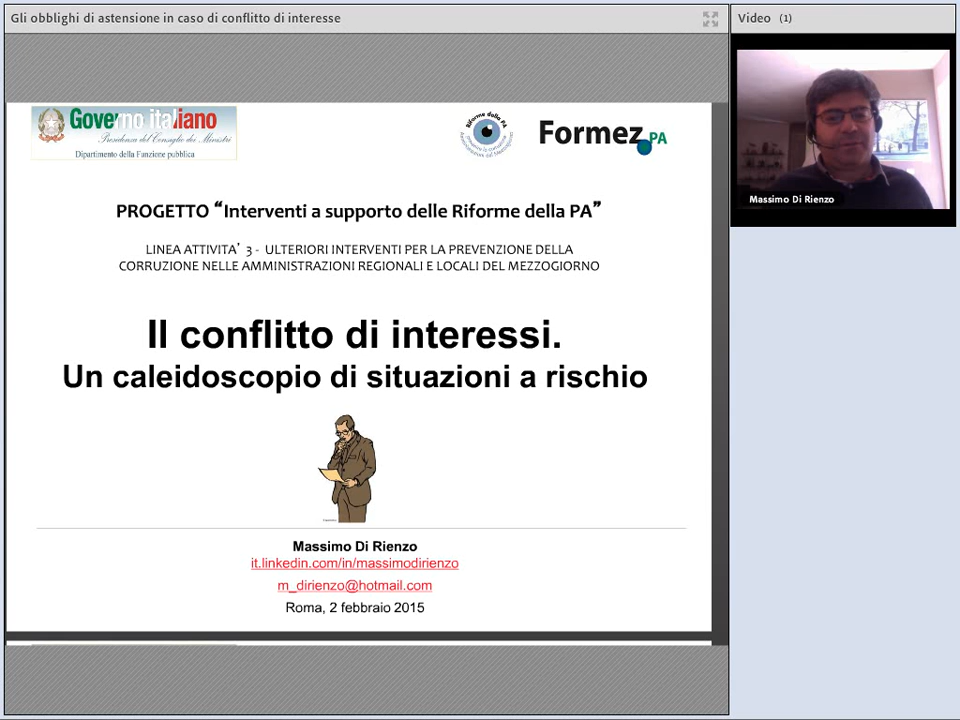 Gli obblighi di astensione in caso di conflitto di interesse
Video (1)
Governo italiano
Presidenza del Consiglio dei Ministri
Dipartimento della Funzione pubblica
Riforme della PA
Formez PA
Massimo Di Rienzo
PROGETTO “Interventi a supporto delle Riforme della PA”
LINEA ATTIVITA’ 3 - ULTERIORI INTERVENTI PER LA PREVENZIONE DELLA
CORRUZIONE NELLE AMMINISTRAZIONI REGIONALI E LOCALI DEL MEZZOGIORNO
Il conflitto di interessi.
Un caleidoscopio di situazioni a rischio
Massimo Di Rienzo
it.linkedin.com/in/massimodirienzo
m_dirienzo@hotmail.com
Roma, 2 febbraio 2015